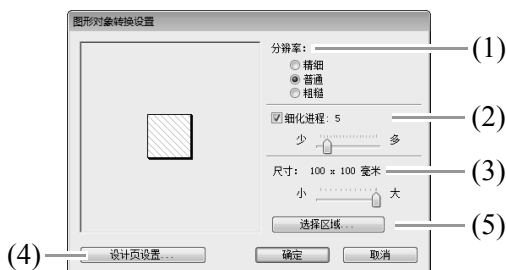 图形对象转换设置
分辨率：
(1)
精细
普通
粗糙
细化进程：5
(2)
少 多
尺寸： 100 x 100 毫米
(3)
小 大
选择区域...
(5)
(4)
设计页设置... 确定 取消